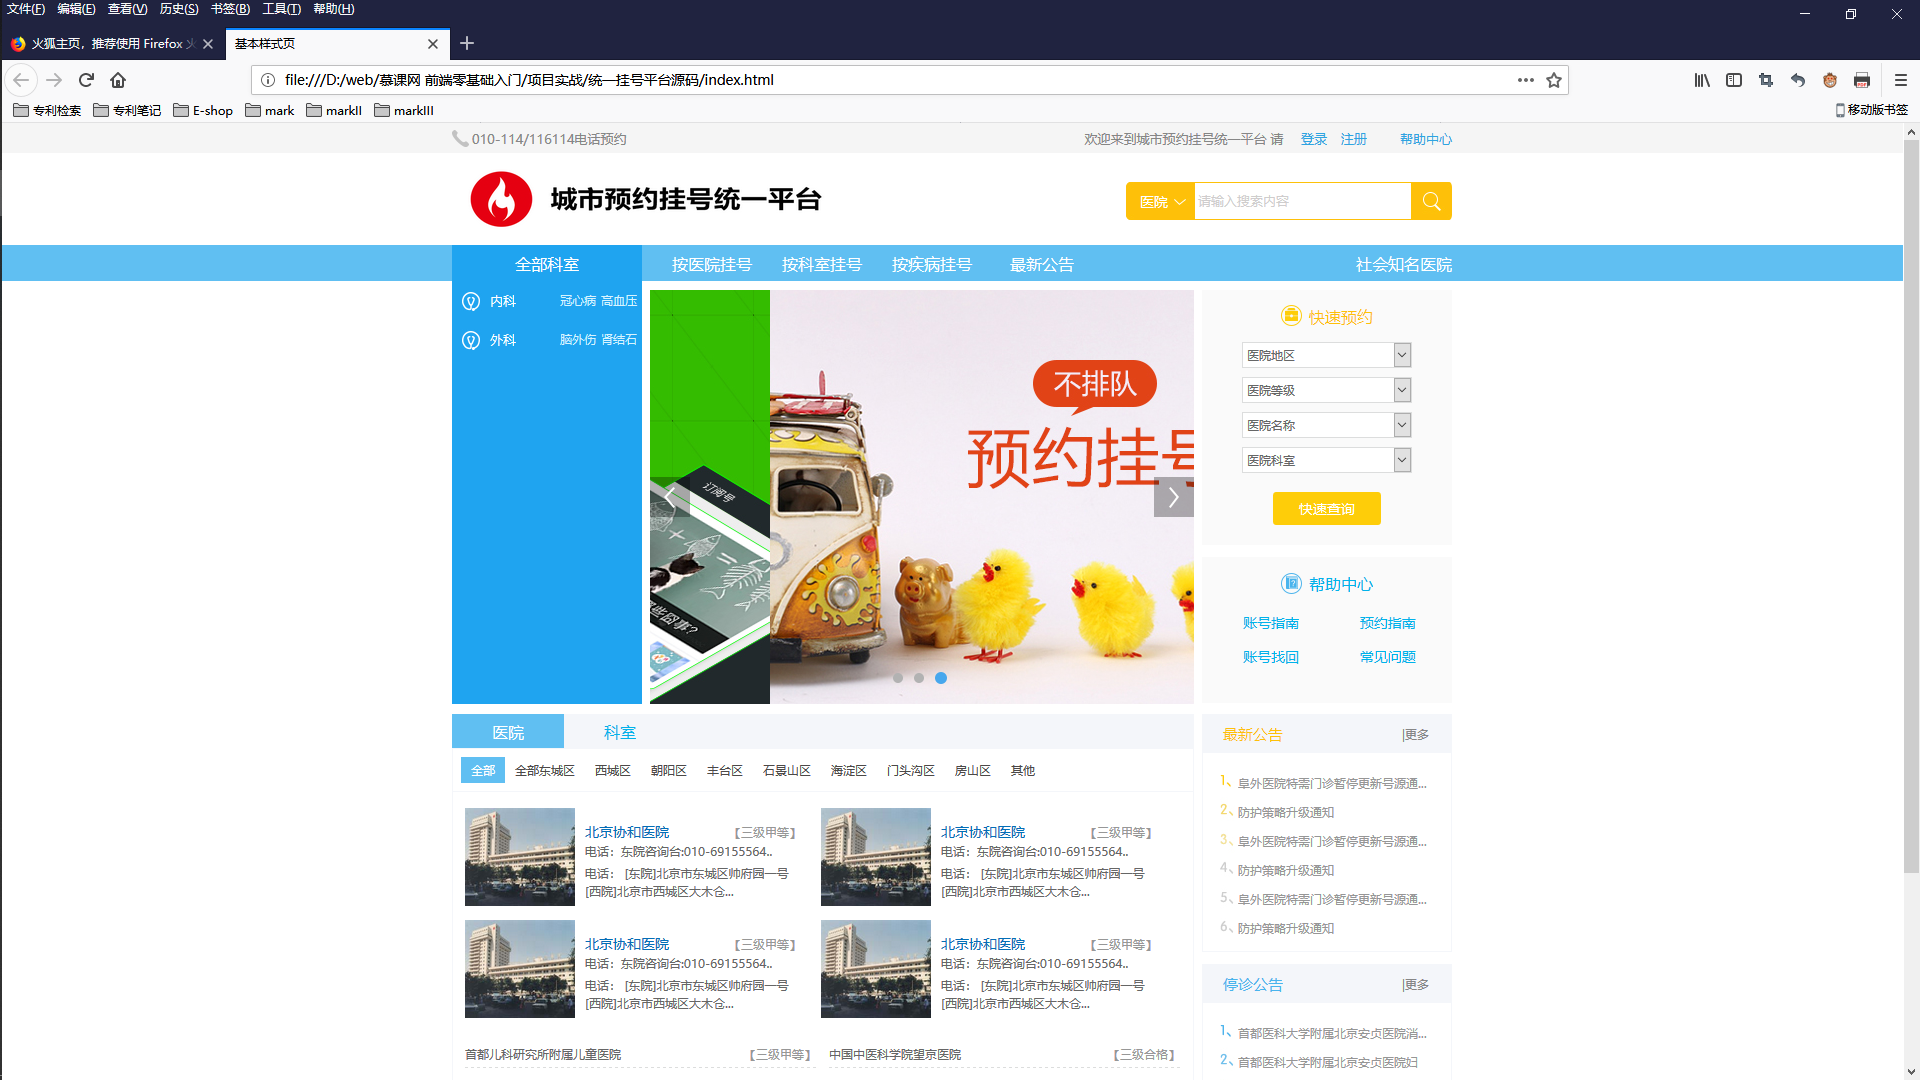 文件(F) 编辑(E) 查看(V) 历史(S) 书签(B) 工具(T) 帮助(H)
火狐主页，推荐使用 Firefox
基本样式页
file:///D:/web/慕课网 前端零基础入门/项目实战/统一挂号平台源码/index.html
专利检索 专利笔记 E-shop mark markII markIII
移动版书签
010-114/116114电话预约
欢迎来到城市预约挂号统一平台 请 登录 注册 帮助中心
城市预约挂号统一平台
医院 请输入搜索内容
全部科室 按医院挂号 按科室挂号 按疾病挂号 最新公告 社会知名医院
内科 冠心病 高血压
外科 脑外伤 肾结石
订阅号
不排队
预约挂号
快速预约
医院地区
医院等级
医院名称
医院科室
快速查询
帮助中心
账号指南 预约指南
账号找回 常见问题
医院 科室
全部 全部东城区 西城区 朝阳区 丰台区 石景山区 海淀区 门头沟区 房山区 其他
北京协和医院 【三级甲等】
电话：东院咨询台:010-69155564..
电话： [东院]北京市东城区帅府园一号
[西院]北京市西城区大木仓...
北京协和医院 【三级甲等】
电话：东院咨询台:010-69155564..
电话： [东院]北京市东城区帅府园一号
[西院]北京市西城区大木仓...
北京协和医院 【三级甲等】
电话：东院咨询台:010-69155564..
电话： [东院]北京市东城区帅府园一号
[西院]北京市西城区大木仓...
北京协和医院 【三级甲等】
电话：东院咨询台:010-69155564..
电话： [东院]北京市东城区帅府园一号
[西院]北京市西城区大木仓...
首都儿科研究所附属儿童医院 【三级甲等】
中国中医科学院望京医院 【三级合格】
最新公告 |更多
1、阜外医院特需门诊暂停更新号源通...
2、防护策略升级通知
3、阜外医院特需门诊暂停更新号源通...
4、防护策略升级通知
5、阜外医院特需门诊暂停更新号源通...
6、防护策略升级通知
停诊公告 |更多
1、首都医科大学附属北京安贞医院消...
2、首都医科大学附属北京安贞医院妇